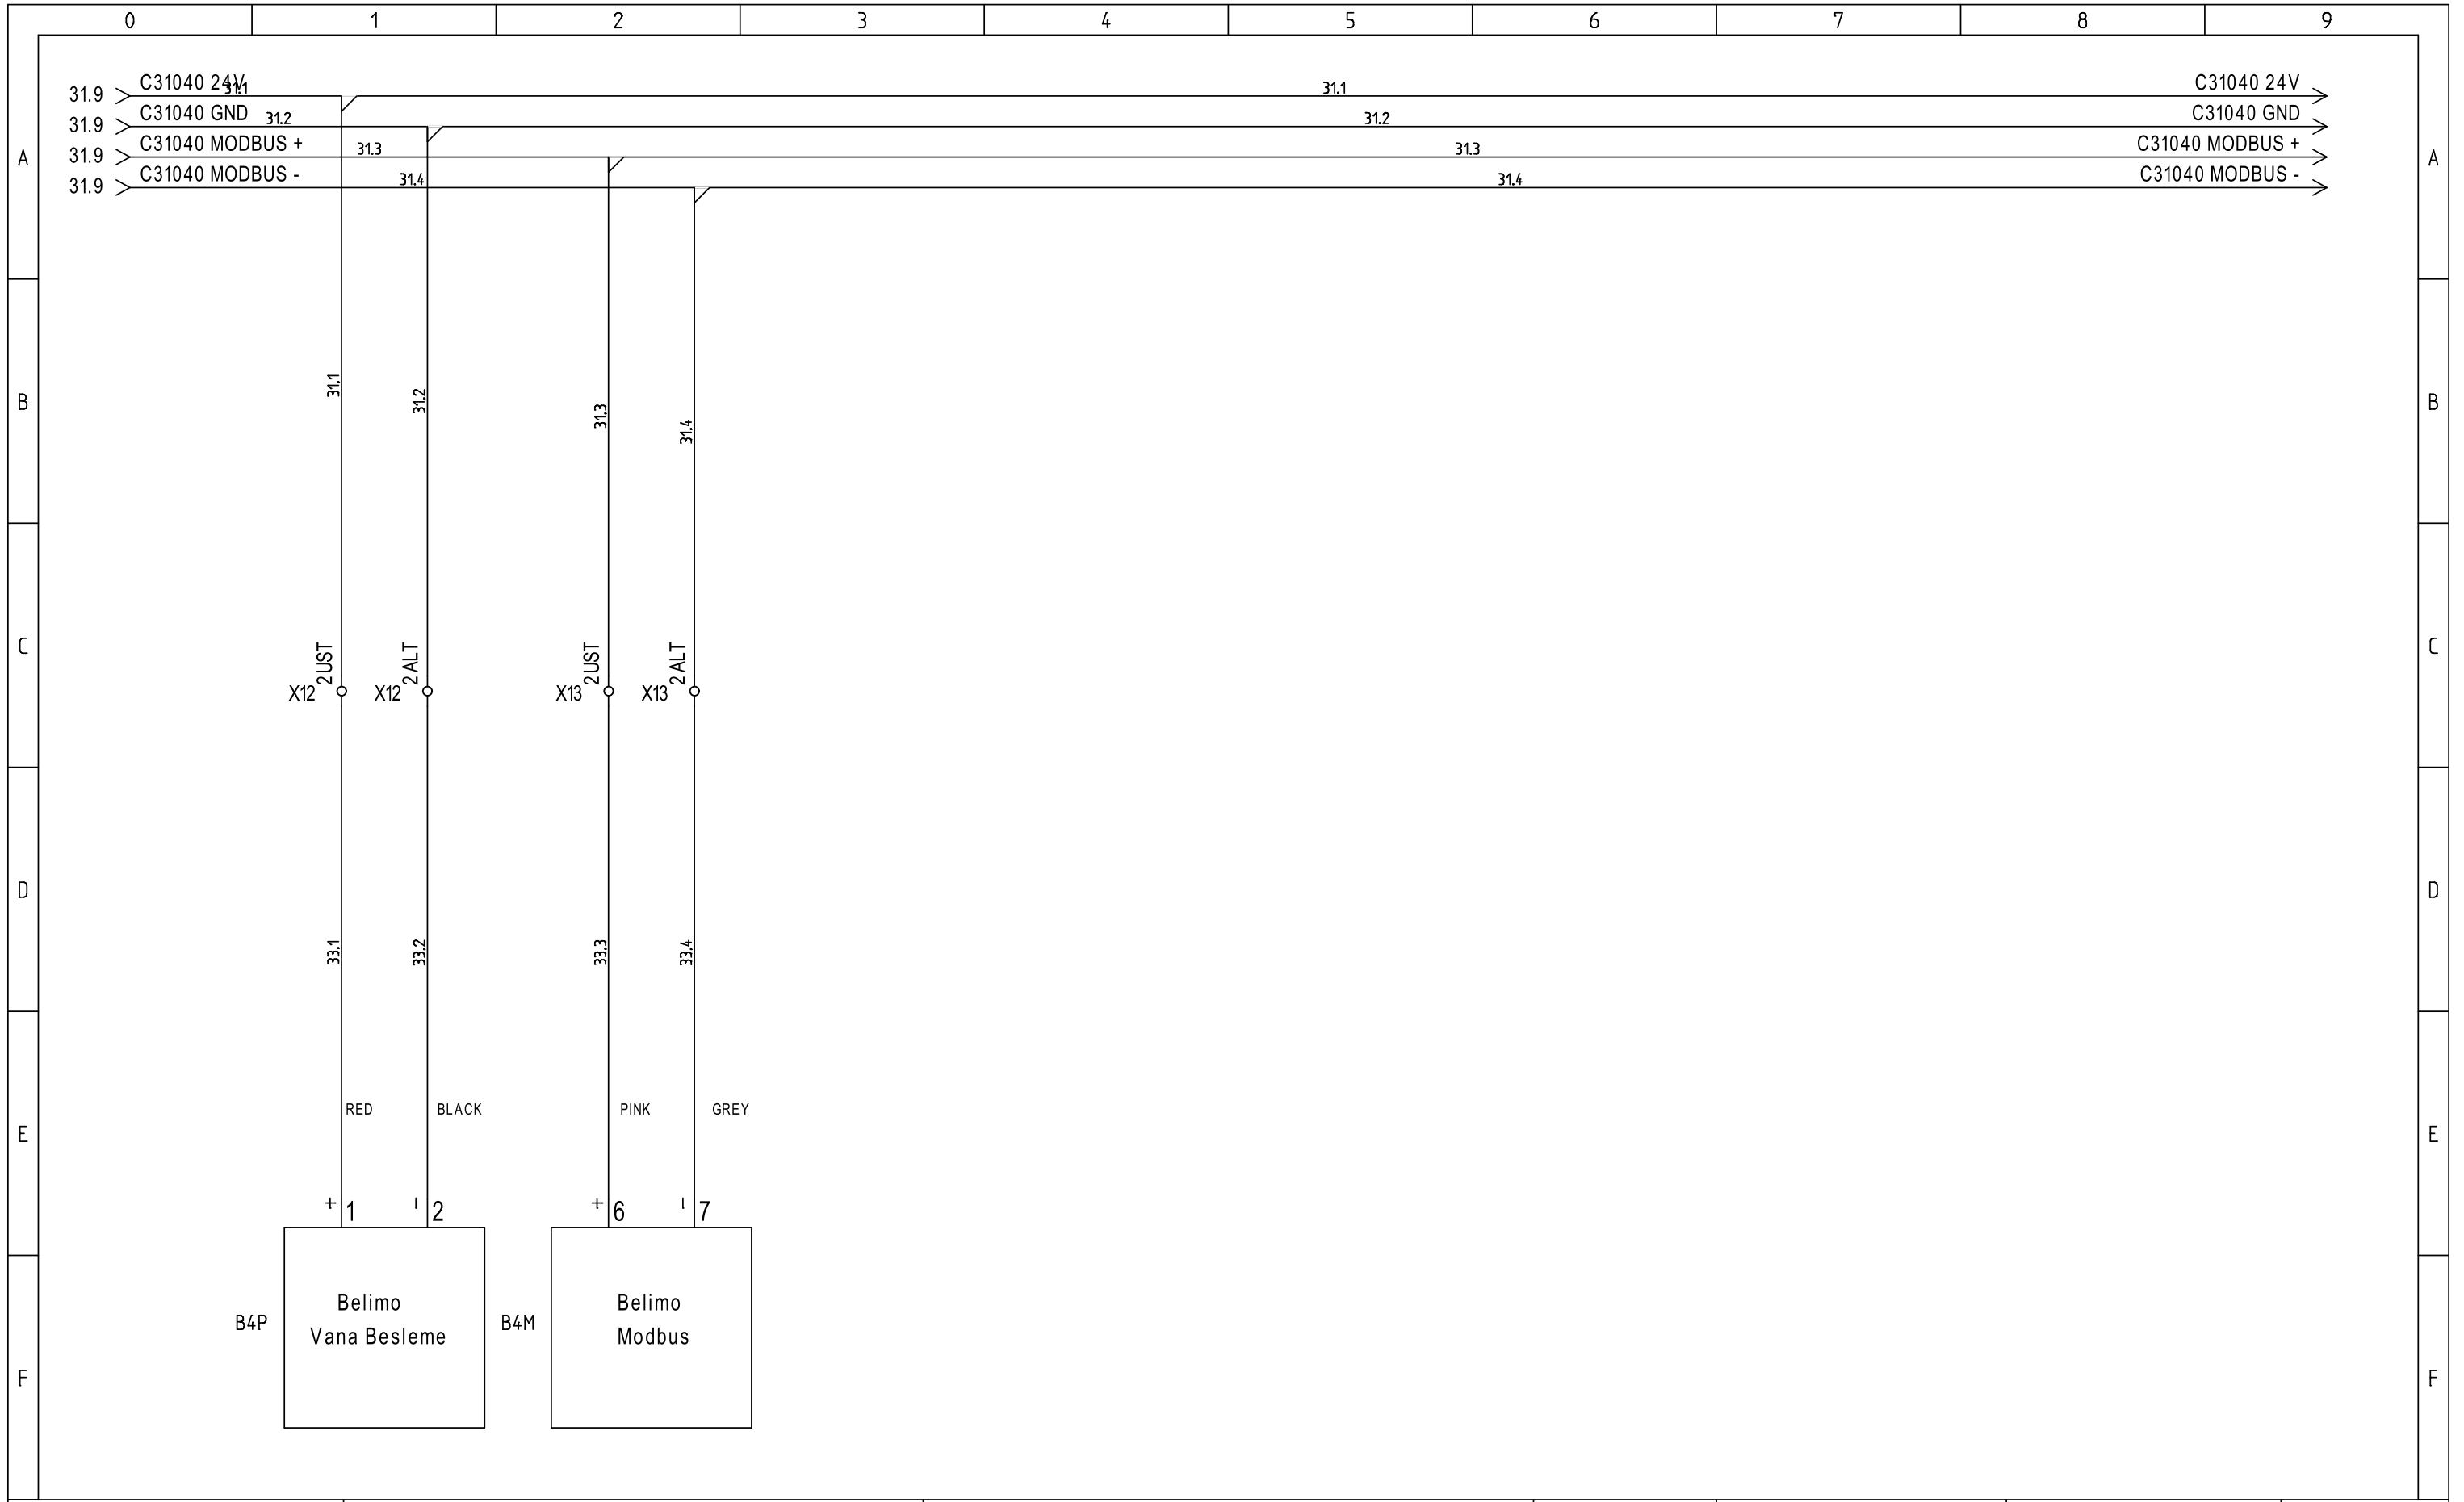 0 1 2 3 4 5 6 7 8 9
31.9 C31040 24V 31.1 31.1 C31040 24V
31.9 C31040 GND 31.2 31.2 C31040 GND
31.9 C31040 MODBUS + 31.3 31.3 C31040 MODBUS +
31.9 C31040 MODBUS - 31.4 31.4 C31040 MODBUS -
A A
B 31.1 31.2 31.3 31.4 B
C C
X12 2UST X12 2ALT X13 2UST X13 2ALT
D D
33.1 33.2 33.3 33.4
RED BLACK PINK GREY
E E
+ 1 - 2 + 6 - 7
Belimo Belimo
B4P Vana Besleme B4M Modbus
F F